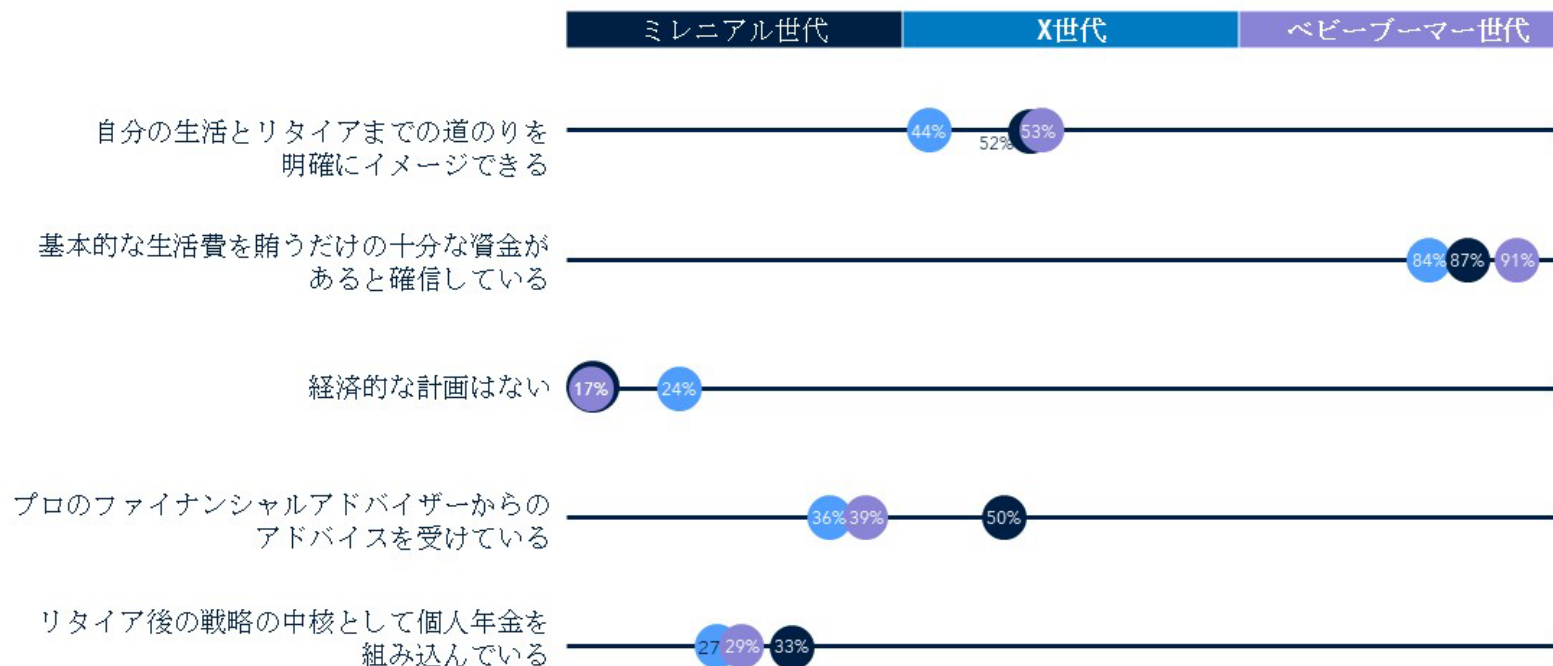 ミレニアル世代 X世代 ベビーブーマー世代
自分の生活とリタイアまでの道のりを
明確にイメージできる
44% 52% 53%
基本的な生活費を賄うだけの十分な資金が
あると確信している
84% 87% 91%
経済的な計画はない
17% 24%
プロのファイナンシャルアドバイザーからの
アドバイスを受けている
36% 39% 50%
リタイア後の戦略の中核として個人年金を
組み込んでいる
27 29% 33%